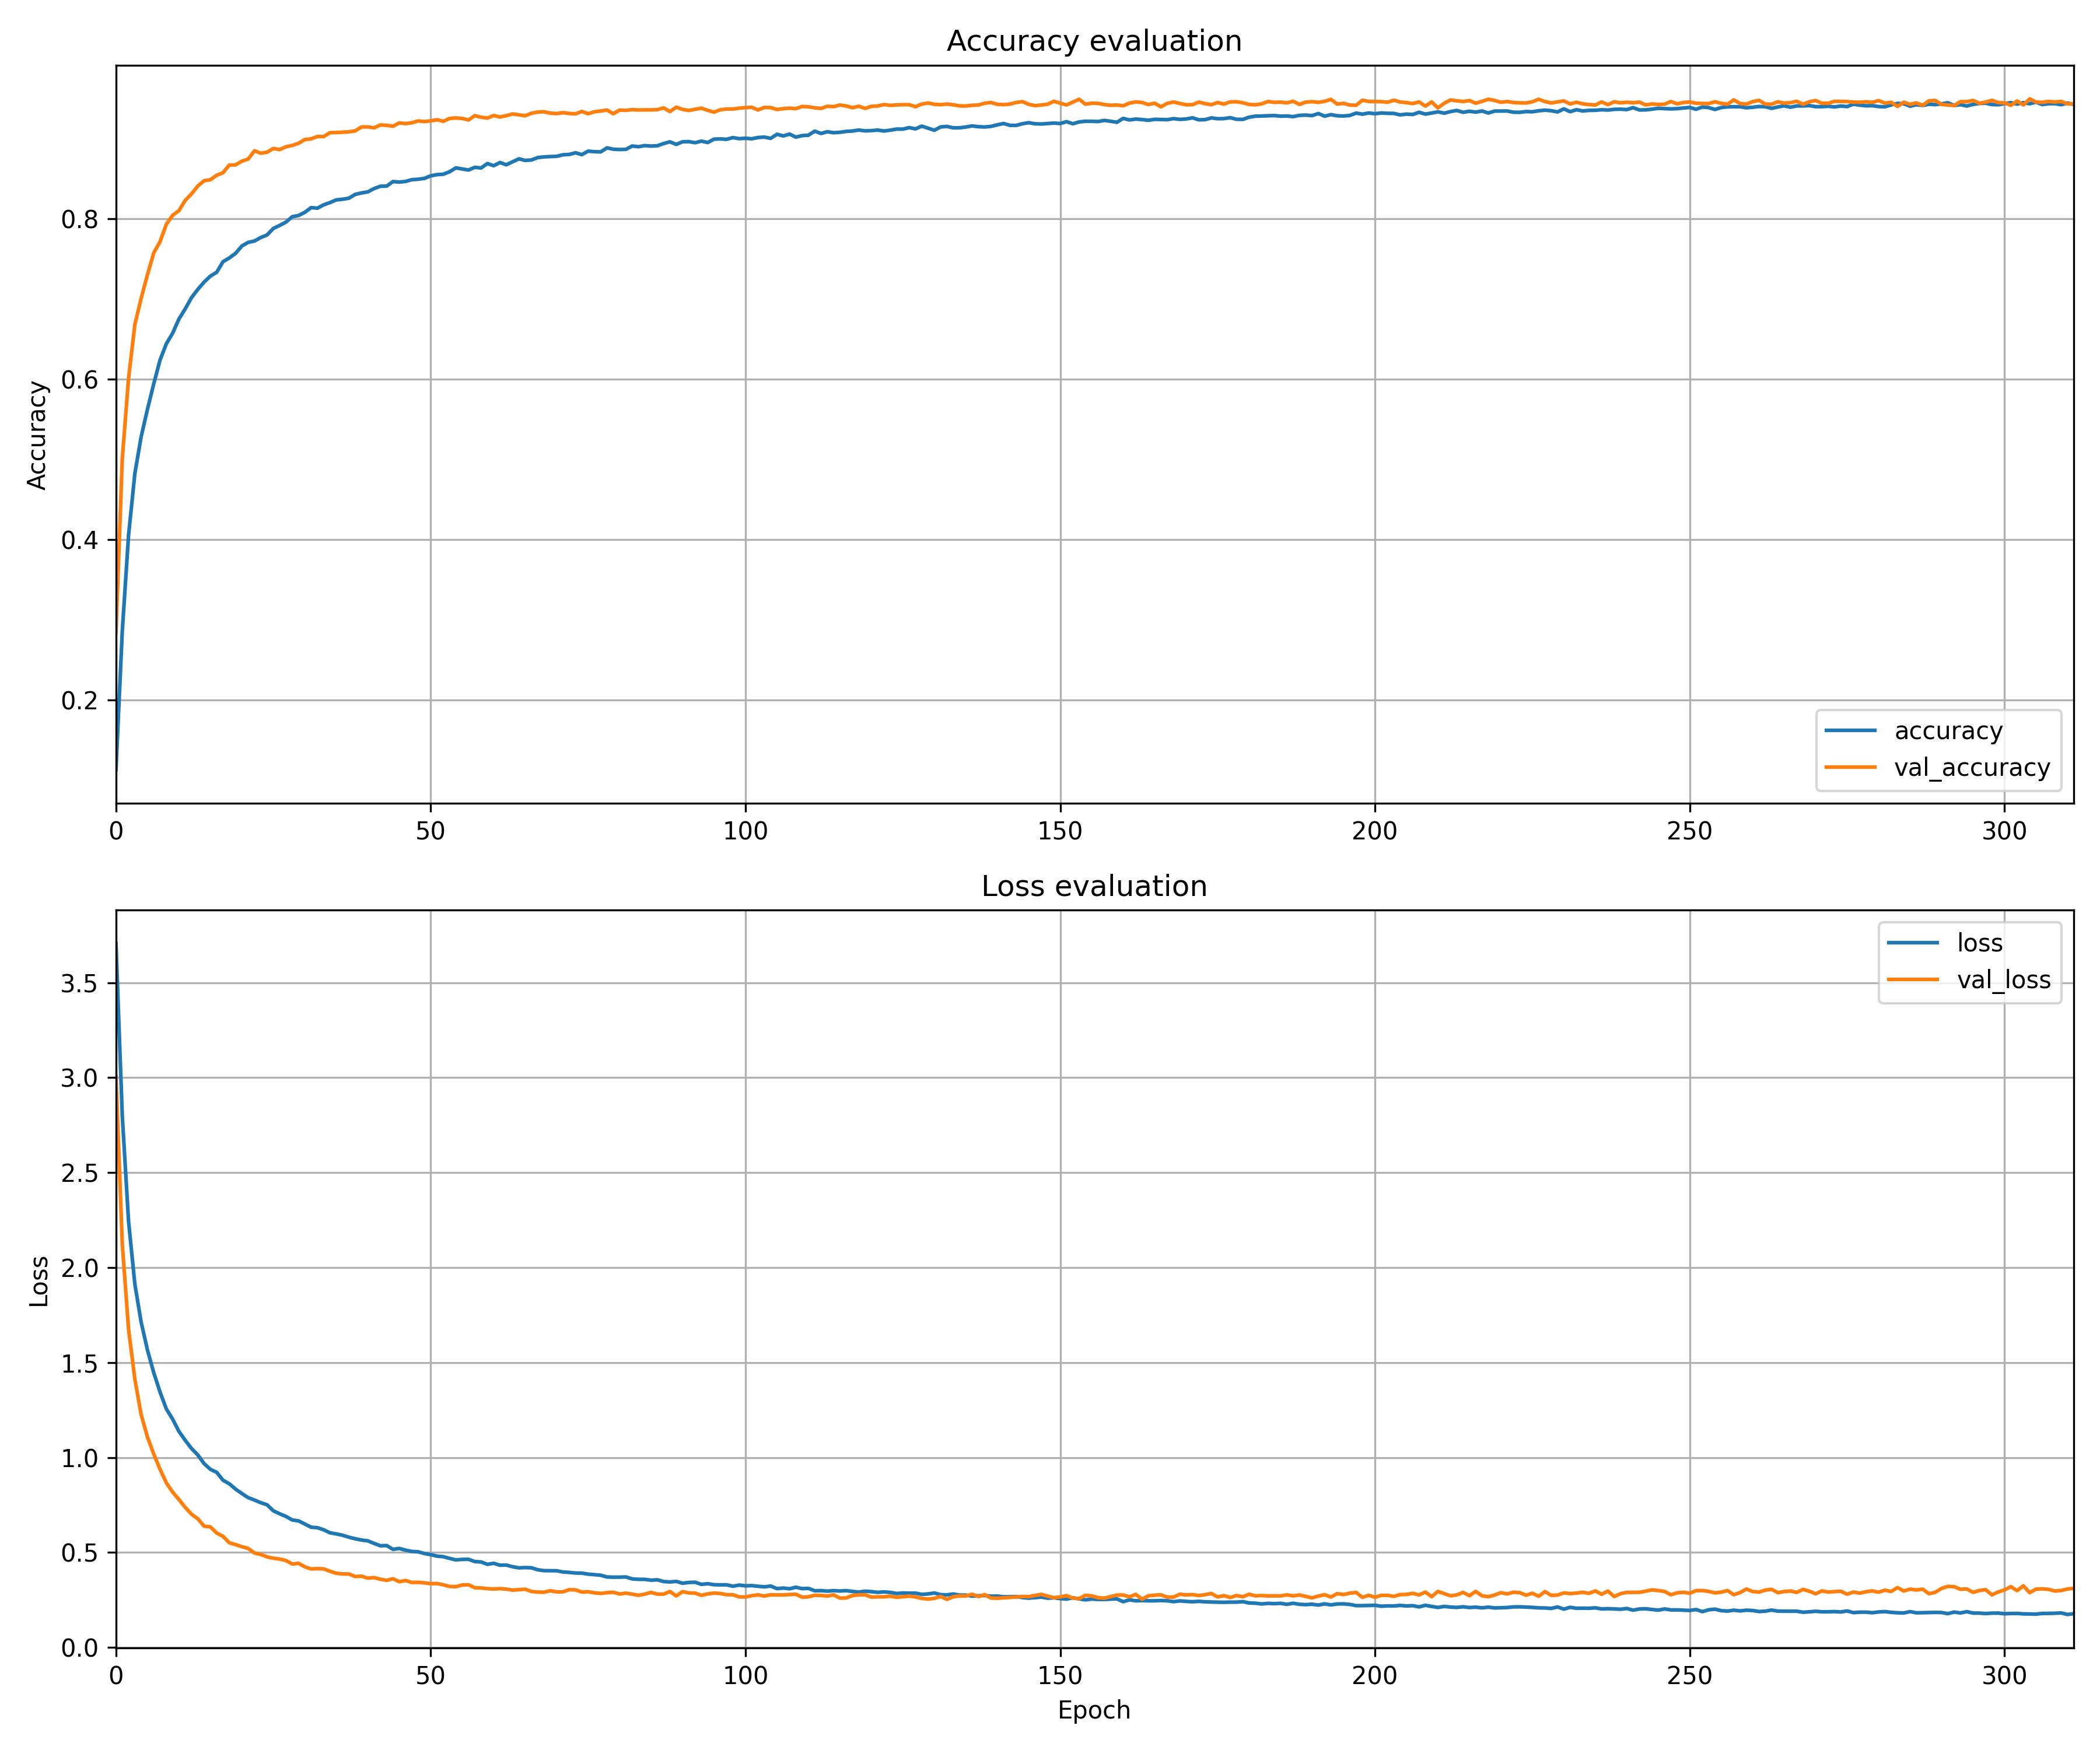 Accuracy evaluation
Accuracy
0.8
0.6
0.4
0.2
accuracy
val_accuracy
0 50 100 150 200 250 300
Loss evaluation
Loss
3.5
3.0
2.5
2.0
1.5
1.0
0.5
0.0
loss
val_loss
0 50 100 150 200 250 300
Epoch